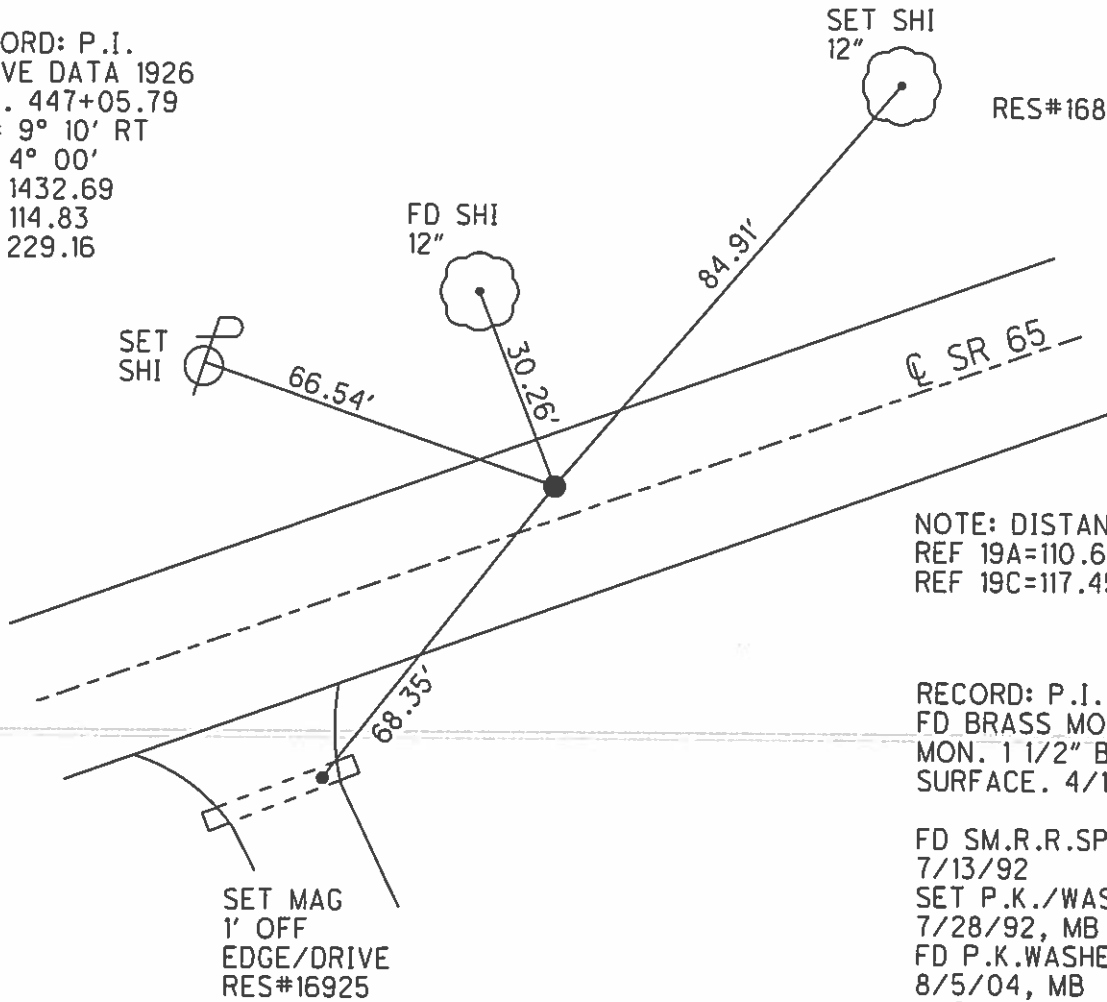 ORD: P.I.
VE DATA 1926
. 447+05.79
= 9° 10' RT
4° 00'
1432.69
114.83
229.16
SET SHI
12"
RES#168
FD SHI
12"
84.91'
SET
SHI
66.54'
30.26'
℄ SR 65
NOTE: DISTAN
REF 19A=110.6
REF 19C=117.45
68.35'
RECORD: P.I.
FD BRASS MO
MON. 1 1/2" B
SURFACE. 4/1
FD SM.R.R.SP
7/13/92
SET P.K./WAS
7/28/92, MB
FD P.K.WASHE
8/5/04, MB
SET MAG
1' OFF
EDGE/DRIVE
RES#16925